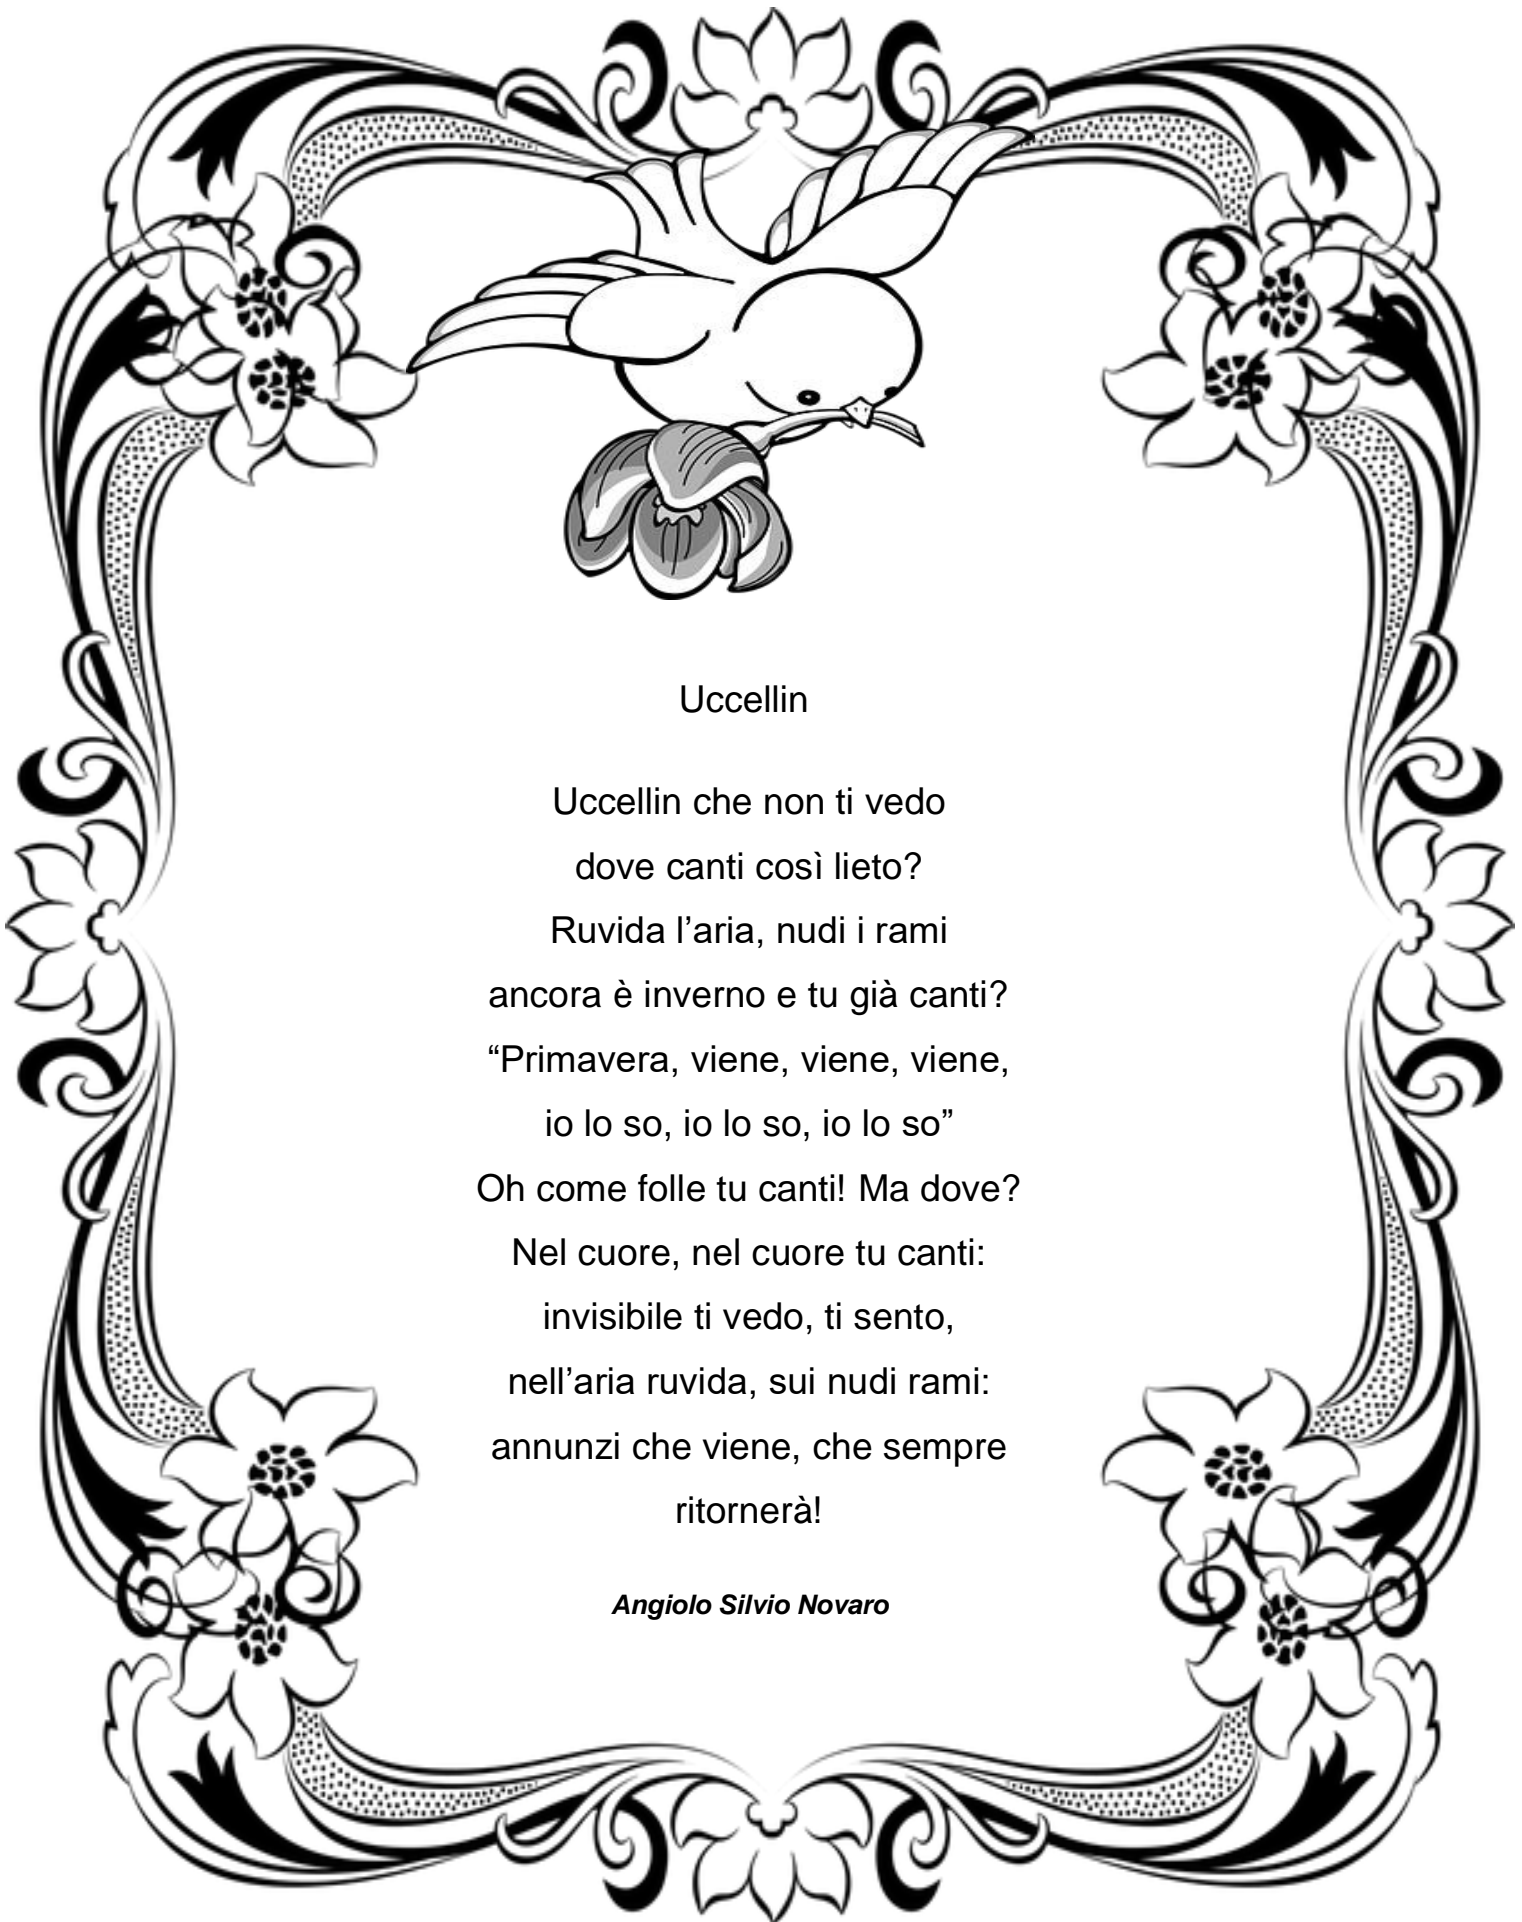 Uccellin
Uccellin che non ti vedo
dove canti così lieto?
Ruvida l’aria, nudi i rami
ancora è inverno e tu già canti?
“Primavera, viene, viene, viene,
io lo so, io lo so, io lo so”
Oh come folle tu canti! Ma dove?
Nel cuore, nel cuore tu canti:
invisibile ti vedo, ti sento,
nell’aria ruvida, sui nudi rami:
annunzi che viene, che sempre
ritornerà!
Angiolo Silvio Novaro